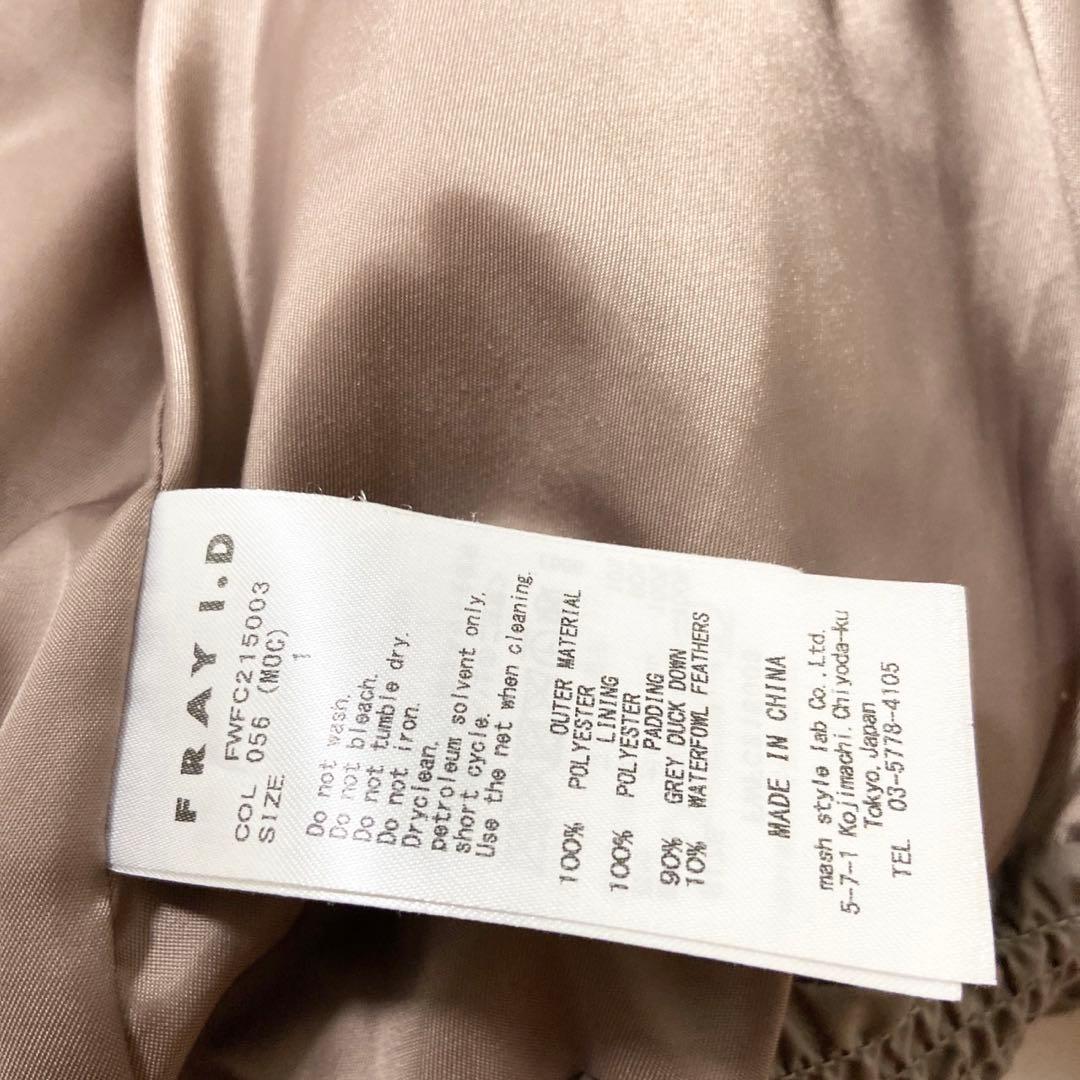 FRAY I.D
FWFC215003
COL 056 (MOC)
SIZE 1
Do not wash.
Do not bleach.
Do not tumble dry.
Do not iron.
Dryclean.
petroleum solvent only,
short cycle.
Use the net when cleaning.
OUTER MATERIAL
100% POLYESTER
LINING
100% POLYESTER
PADDING
90% GREY DUCK DOWN
10% WATERFOWL FEATHERS
MADE IN CHINA
mash style lab Co., Ltd.
5-7-1 Kojimachi. Chiyoda-ku
Tokyo, Japan
TEL 03-5778-4105